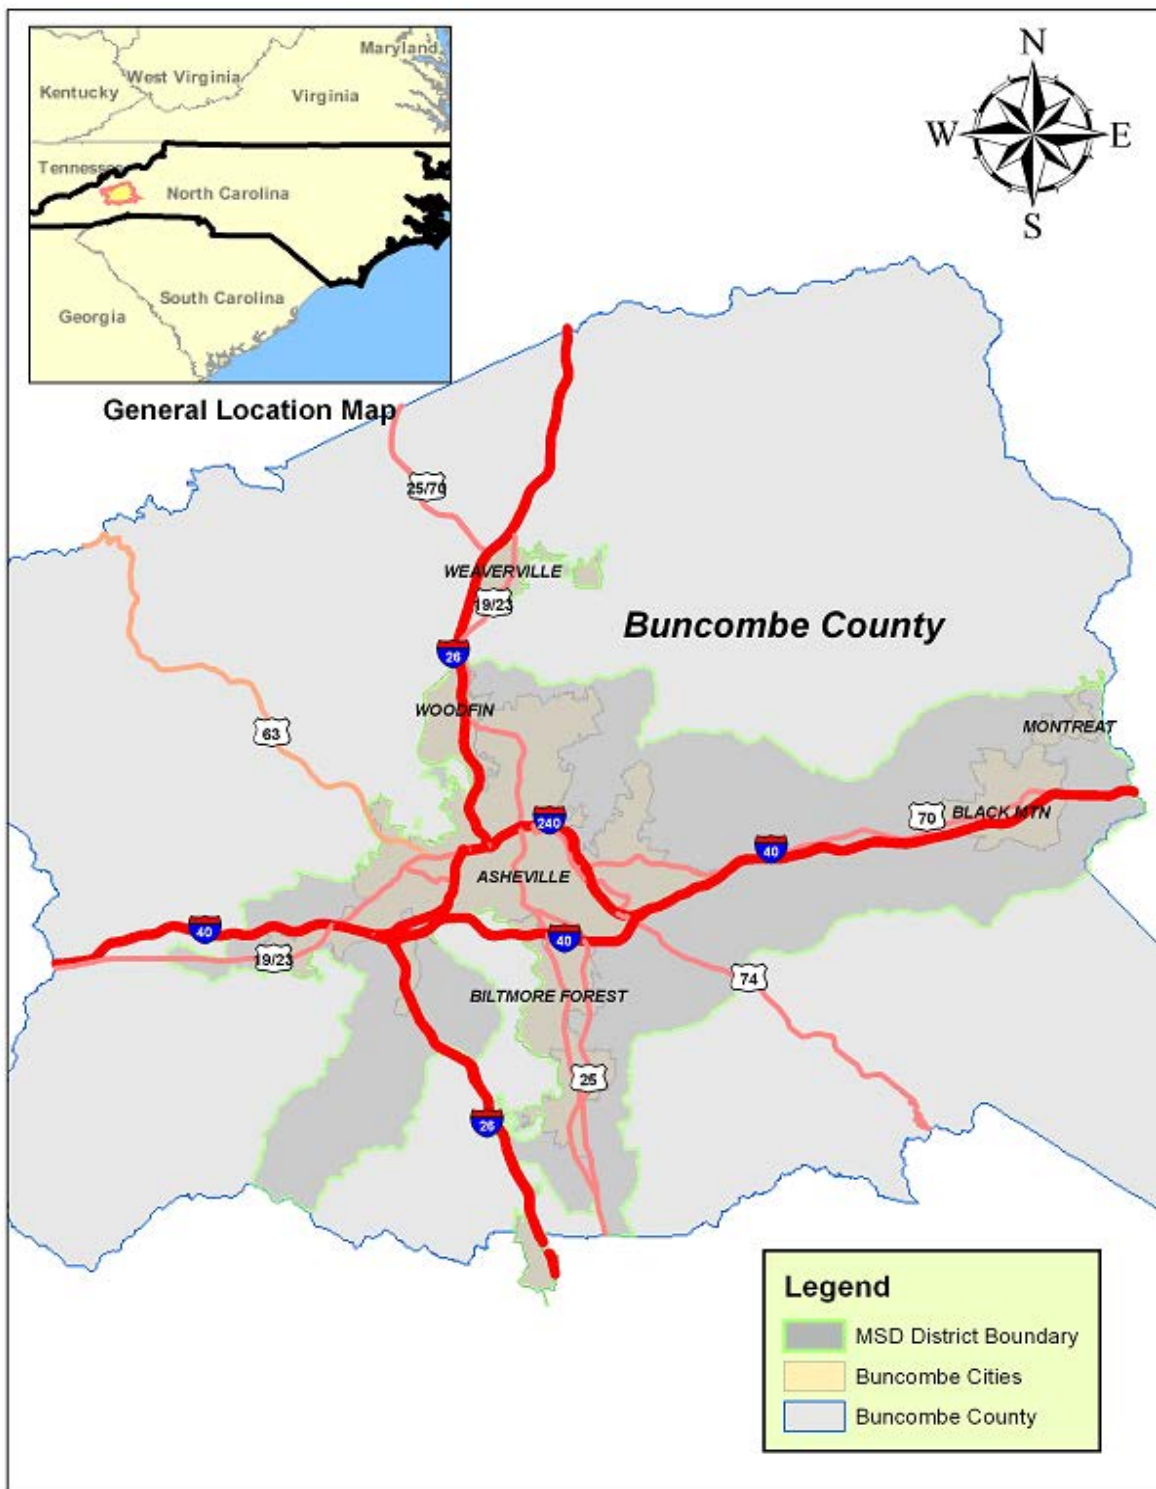 Maryland
West Virginia
Kentucky
Virginia
Tennessee
North Carolina
South Carolina
Georgia
General Location Map
N
W
E
S
25/70
WEAVERVILLE
19/23
Buncombe County
26
WOODFIN
63
MONTREAT
240
70
BLACK MTN
40
ASHEVILLE
40
40
19/23
74
BILTMORE FOREST
25
26
Legend
MSD District Boundary
Buncombe Cities
Buncombe County